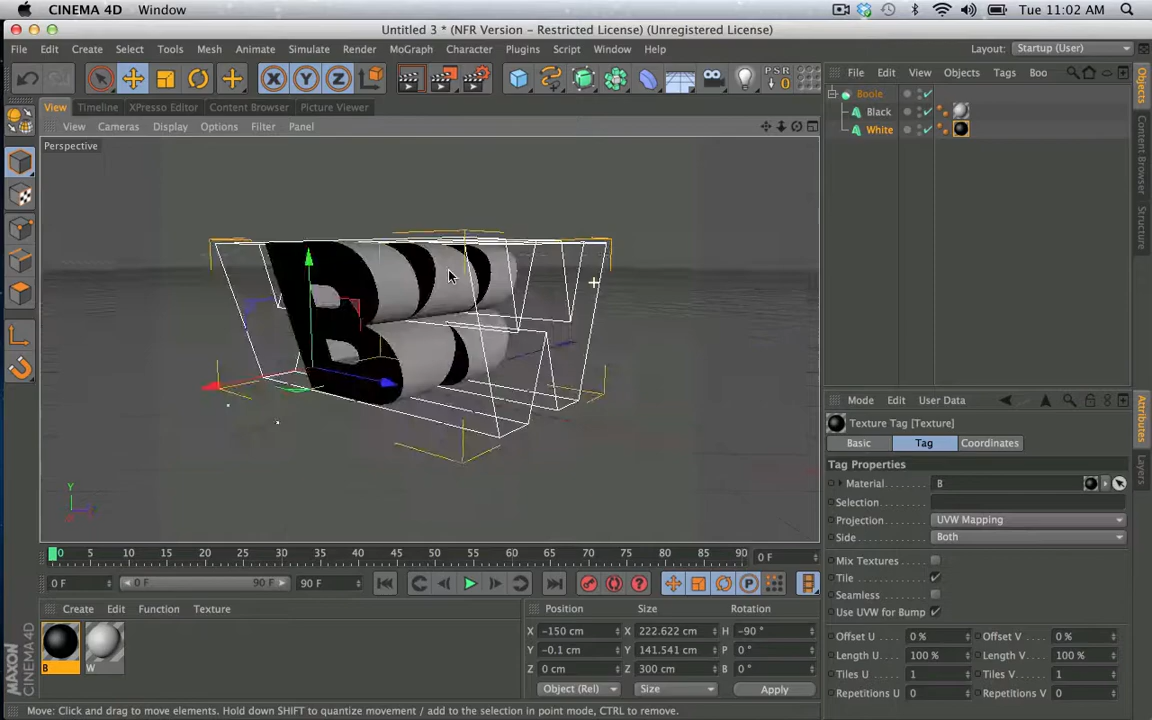 CINEMA 4D Window Tue 11:02 AM
Untitled 3 * (NFR Version - Restricted License) (Unregistered License)
File Edit Create Select Tools Mesh Animate Simulate Render MoGraph Character Plugins Script Window Help Layout: Startup (User)
X Y Z PSR 0 File Edit View Objects Tags Boo
View Timeline XPresso Editor Content Browser Picture Viewer
View Cameras Display Options Filter Panel
Perspective
Boole
Black
White
Objects
Content Browser
Structure
B
Y
Mode Edit User Data
Texture Tag [Texture]
Basic Tag Coordinates
Tag Properties
Material B
Selection
Projection UVW Mapping
Side Both
Mix Textures
Tile
Seamless
Use UVW for Bump
Offset U 0 % Offset V 0 %
Length U 100 % Length V 100 %
Tiles U 1 Tiles V 1
Repetitions U 0 Repetitions V 0
Attributes
Layers
0 5 10 15 20 25 30 35 40 45 50 55 60 65 70 75 80 85 90 0 F
0 F 0 F 90 F 90 F
Create Edit Function Texture
B W
Position Size Rotation
X -150 cm X 222.622 cm H -90 °
Y -0.1 cm Y 141.541 cm P 0 °
Z 0 cm Z 300 cm B 0 °
Object (Rel) Size Apply
MAXON CINEMA 4D
Move: Click and drag to move elements. Hold down SHIFT to quantize movement / add to the selection in point mode, CTRL to remove.